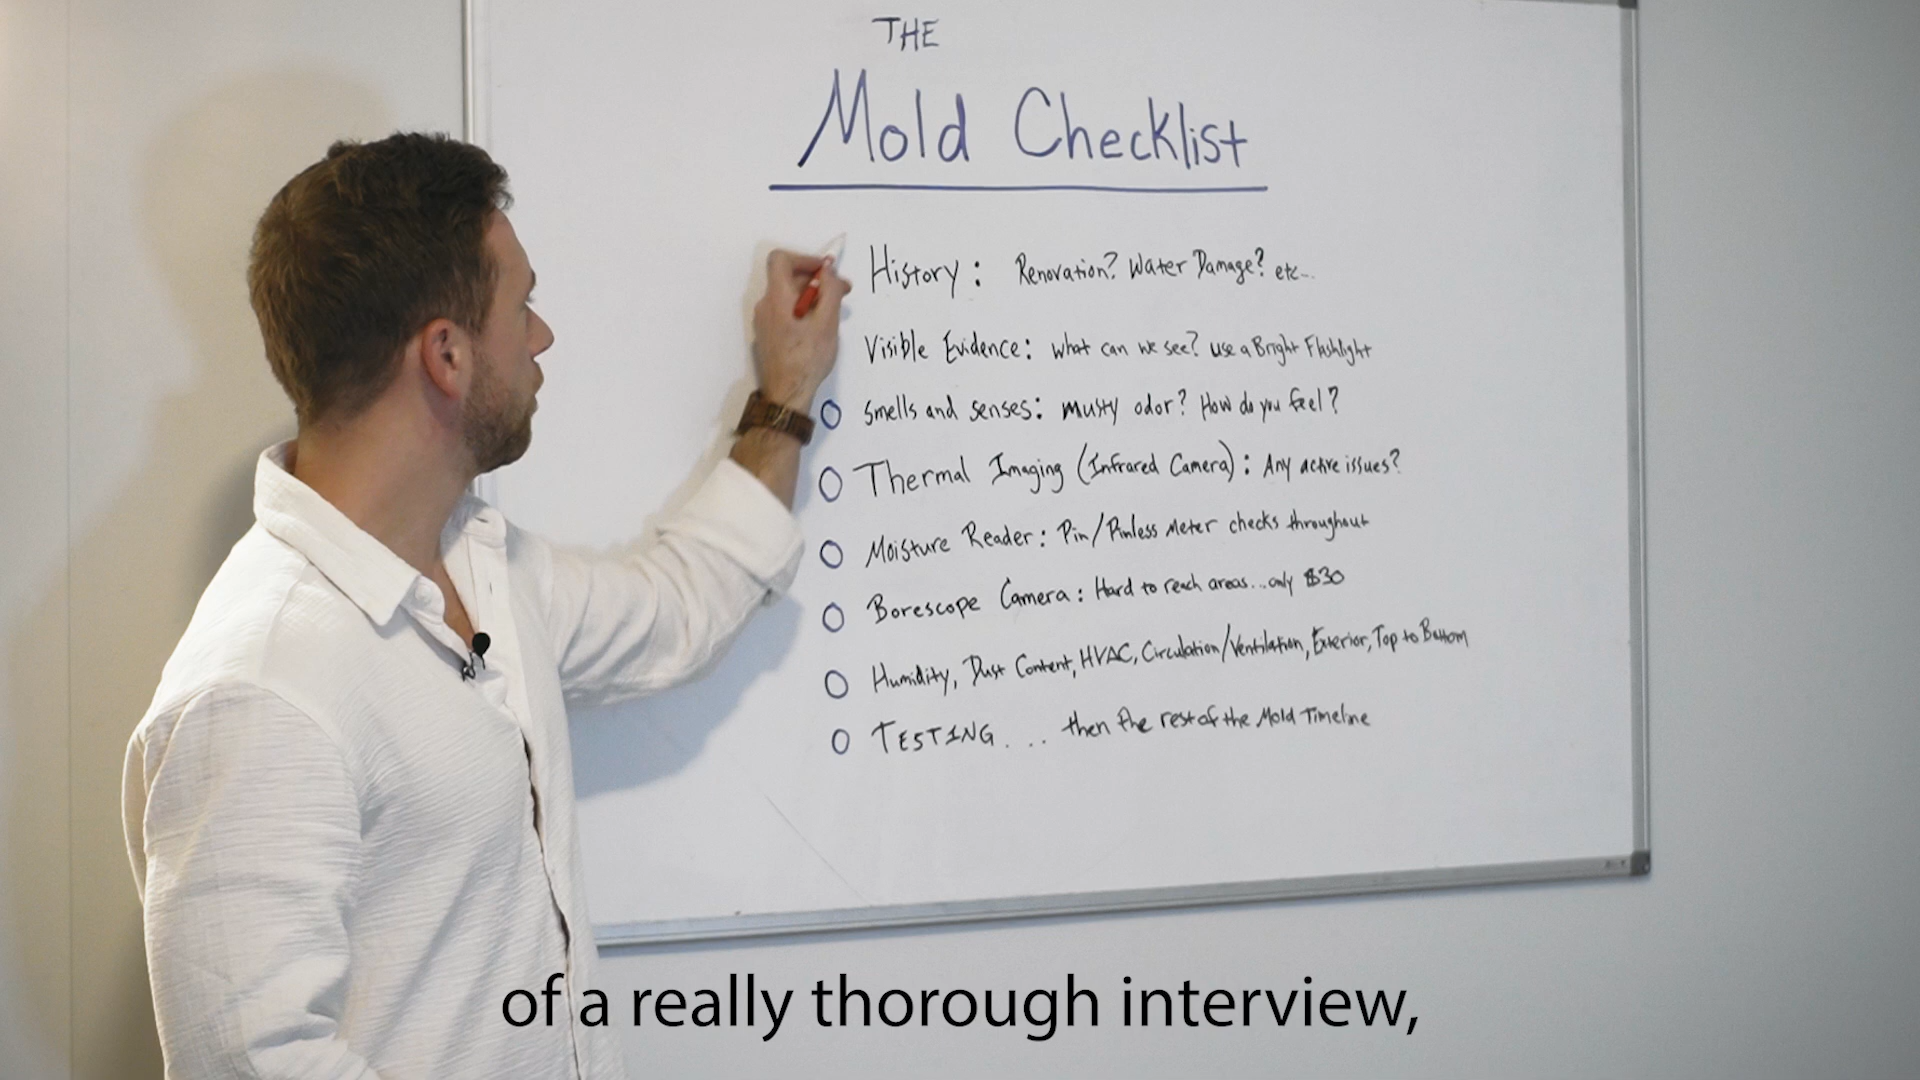 THE
Mold Checklist
History: Renovation? Water Damage? etc...
Visible Evidence: what can we see? use a Bright Flashlight
Smells and senses: musty odor? How do you feel?
Thermal Imaging (Infrared Camera): Any active issues?
Moisture Reader: Pin/Pinless Meter checks throughout
Borescope Camera: Hard to reach areas...only $30
Humidity, Dust Content, HVAC, Circulation/Ventilation, Exterior, Top to Bottom
TESTING.... then the rest of the Mold Timeline
of a really thorough interview,